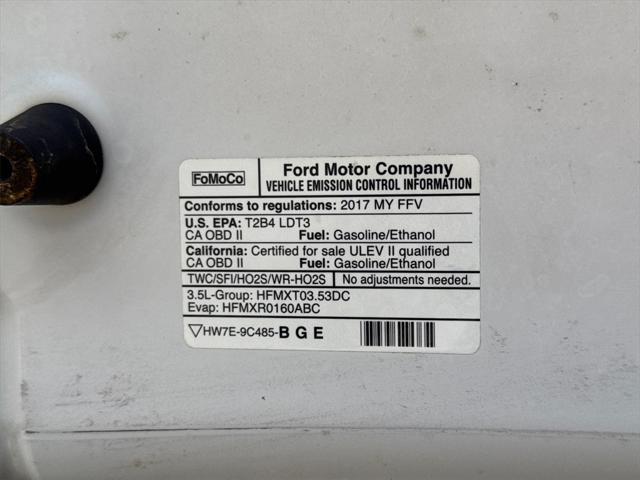 FoMoCo
Ford Motor Company
VEHICLE EMISSION CONTROL INFORMATION
Conforms to regulations: 2017 MY FFV
U.S. EPA: T2B4 LDT3
CA OBD II Fuel: Gasoline/Ethanol
California: Certified for sale ULEV II qualified
CA OBD II Fuel: Gasoline/Ethanol
TWC/SFI/HO2S/WR-HO2S No adjustments needed.
3.5L-Group: HFMXT03.53DC
Evap: HFMXR0160ABC
▽HW7E-9C485-B G E